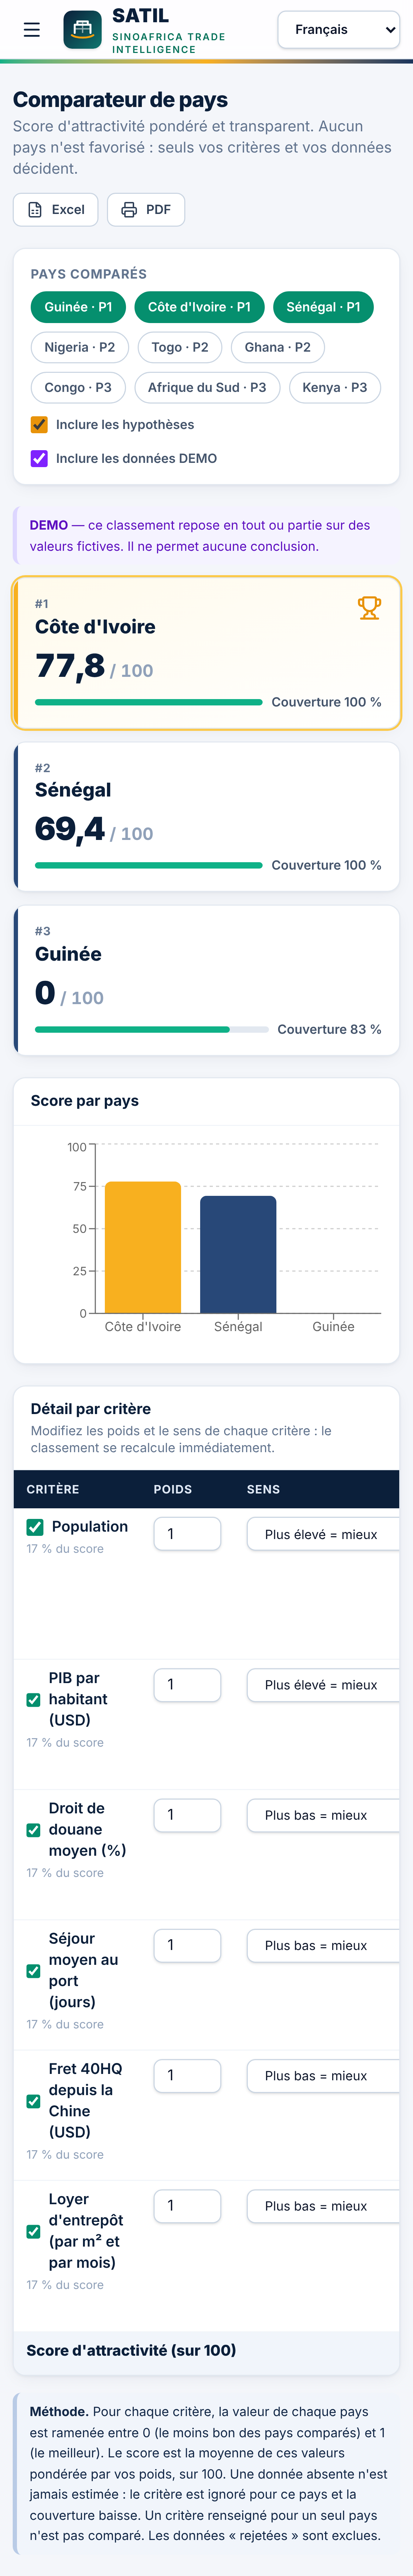 SATIL
SINOAFRICA TRADE
INTELLIGENCE
Français
Comparateur de pays
Score d'attractivité pondéré et transparent. Aucun
pays n'est favorisé : seuls vos critères et vos données
décident.
Excel
PDF
PAYS COMPARÉS
Guinée · P1
Côte d'Ivoire · P1
Sénégal · P1
Nigeria · P2
Togo · P2
Ghana · P2
Congo · P3
Afrique du Sud · P3
Kenya · P3
Inclure les hypothèses
Inclure les données DEMO
DEMO — ce classement repose en tout ou partie sur des
valeurs fictives. Il ne permet aucune conclusion.
#1
Côte d'Ivoire
77,8 / 100
Couverture 100 %
#2
Sénégal
69,4 / 100
Couverture 100 %
#3
Guinée
0 / 100
Couverture 83 %
Score par pays
100
75
50
25
0
Côte d'Ivoire Sénégal Guinée
Détail par critère
Modifiez les poids et le sens de chaque critère : le
classement se recalcule immédiatement.
CRITÈRE POIDS SENS
Population 1 Plus élevé = mieux
17 % du score
PIB par
habitant
(USD)
1 Plus élevé = mieux
17 % du score
Droit de
douane
moyen (%)
1 Plus bas = mieux
17 % du score
Séjour
moyen au
port
(jours)
1 Plus bas = mieux
17 % du score
Fret 40HQ
depuis la
Chine
(USD)
1 Plus bas = mieux
17 % du score
Loyer
d'entrepôt
(par m² et
par mois)
1 Plus bas = mieux
17 % du score
Score d'attractivité (sur 100)
Méthode. Pour chaque critère, la valeur de chaque pays
est ramenée entre 0 (le moins bon des pays comparés) et 1
(le meilleur). Le score est la moyenne de ces valeurs
pondérée par vos poids, sur 100. Une donnée absente n'est
jamais estimée : le critère est ignoré pour ce pays et la
couverture baisse. Un critère renseigné pour un seul pays
n'est pas comparé. Les données « rejetées » sont exclues.